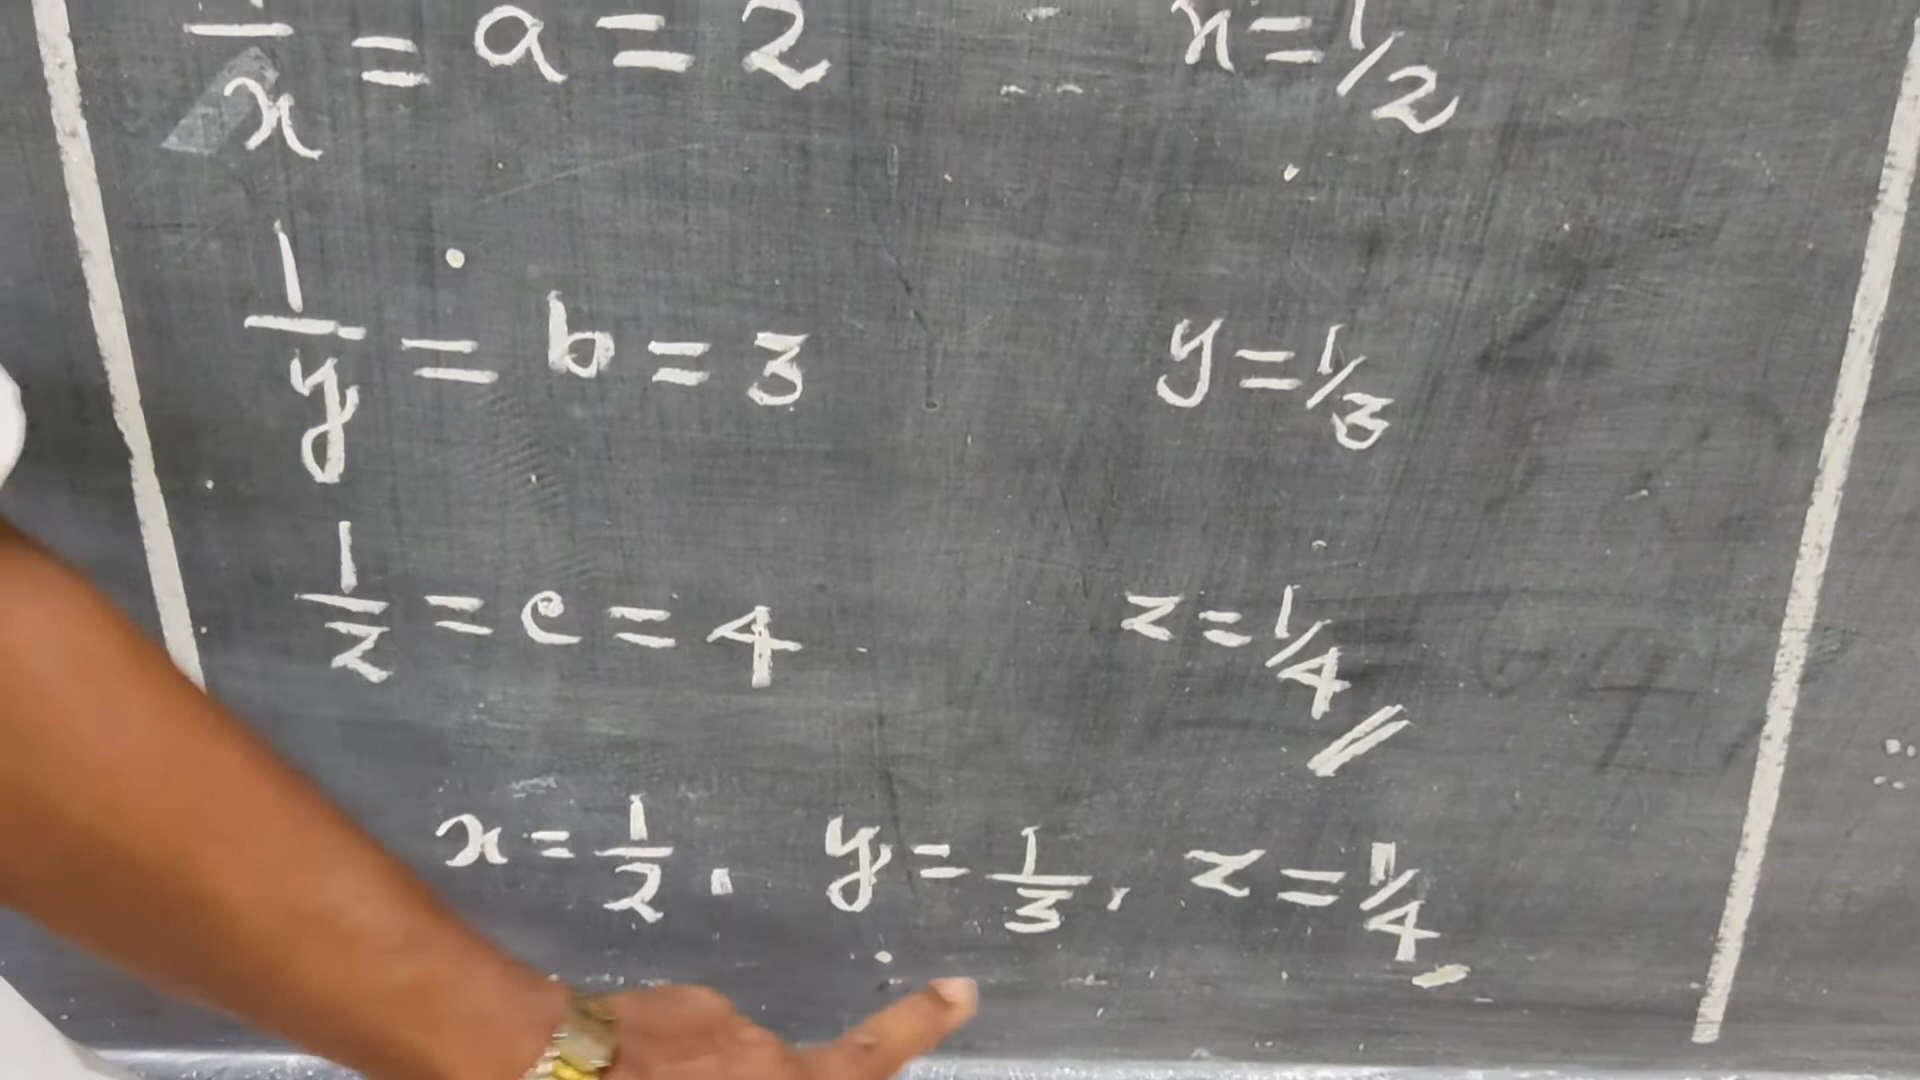 1/x = a = 2 x = 1/2
1/y = b = 3 y = 1/3
1/z = c = 4 z = 1/4 //
x = 1/2, y = 1/3, z = 1/4